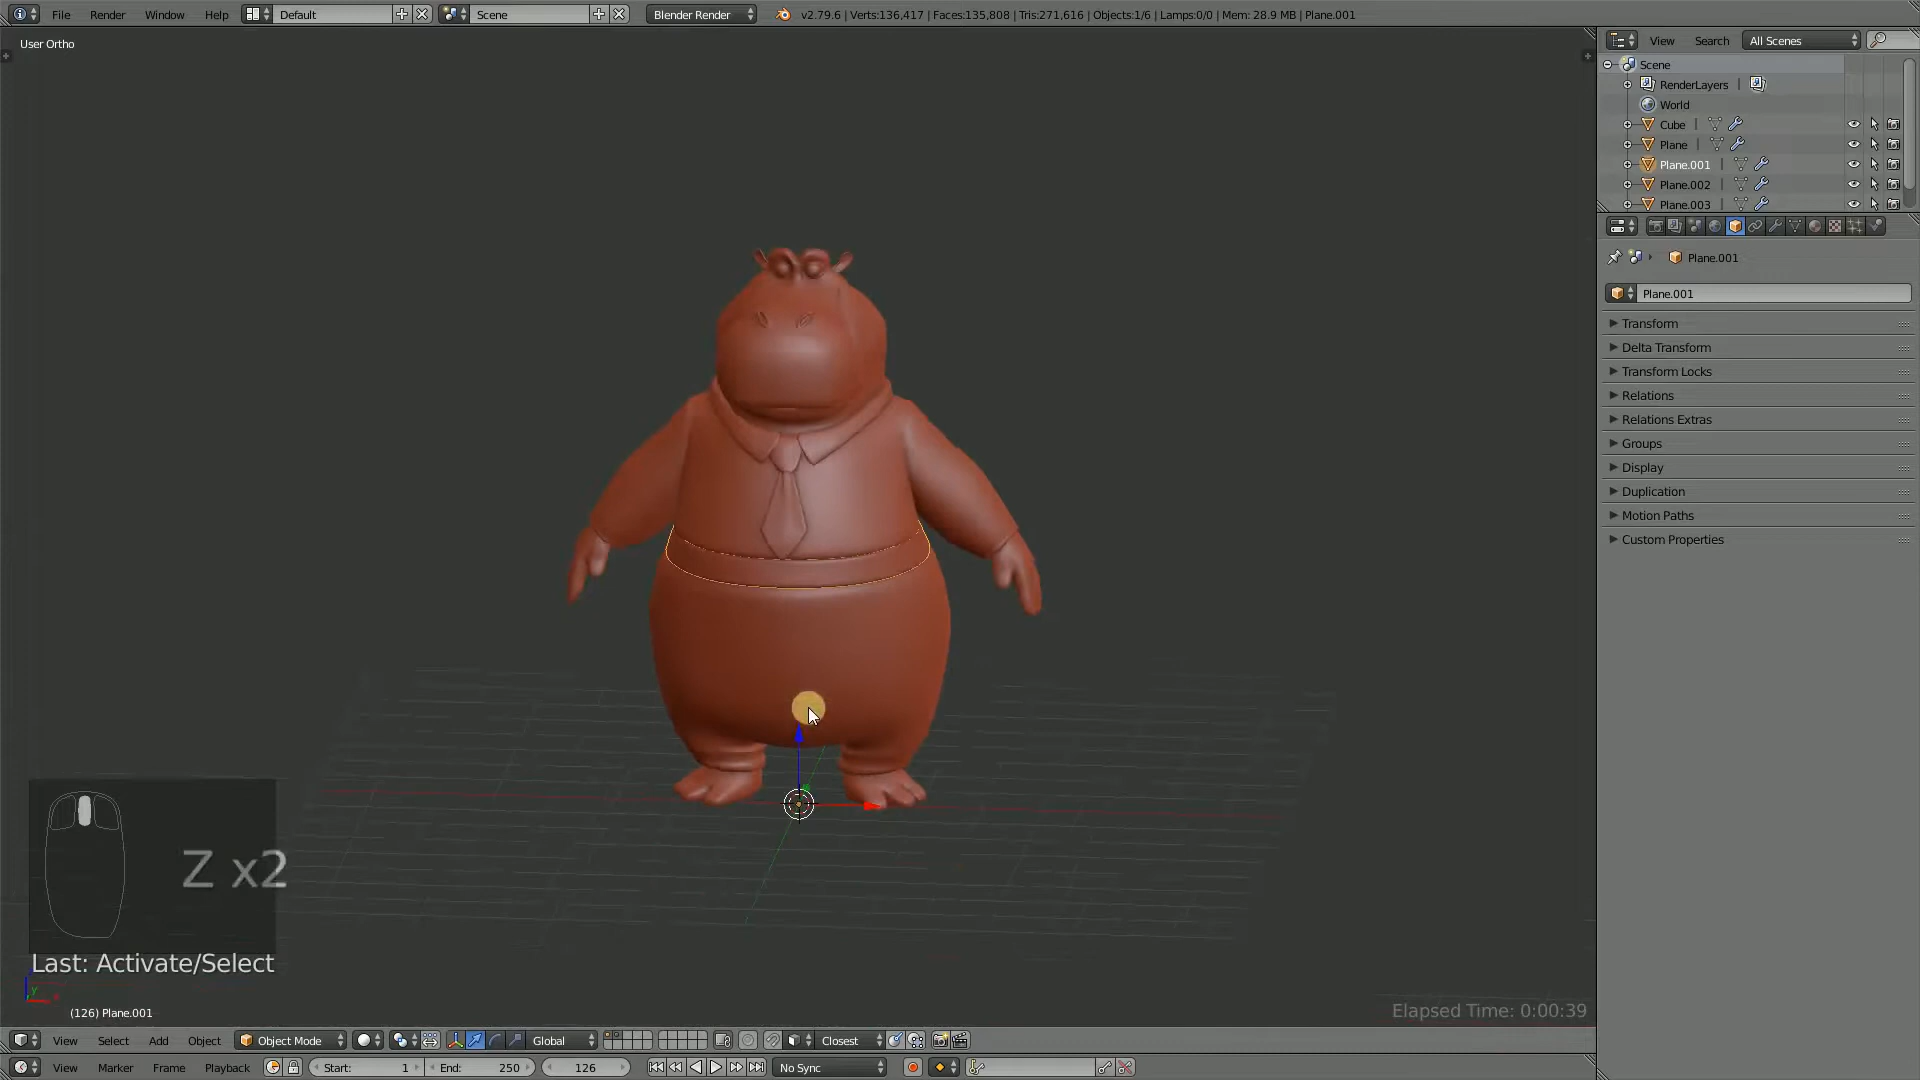 File Render Window Help Default Scene Blender Render v2.79.6 | Verts:136,417 | Faces:135,808 | Tris:271,616 | Objects:1/6 | Lamps:0/0 | Mem: 28.9 MB | Plane.001
User Ortho
View Search All Scenes
Scene
RenderLayers |
World
Cube |
Plane |
Plane.001 |
Plane.002 |
Plane.003 |
Plane.001
Plane.001
Transform
Delta Transform
Transform Locks
Relations
Relations Extras
Groups
Display
Duplication
Motion Paths
Custom Properties
Z x2
Last: Activate/Select
(126) Plane.001
Elapsed Time: 0:00:39
View Select Add Object Object Mode Global Closest
View Marker Frame Playback Start: 1 End: 250 126 No Sync